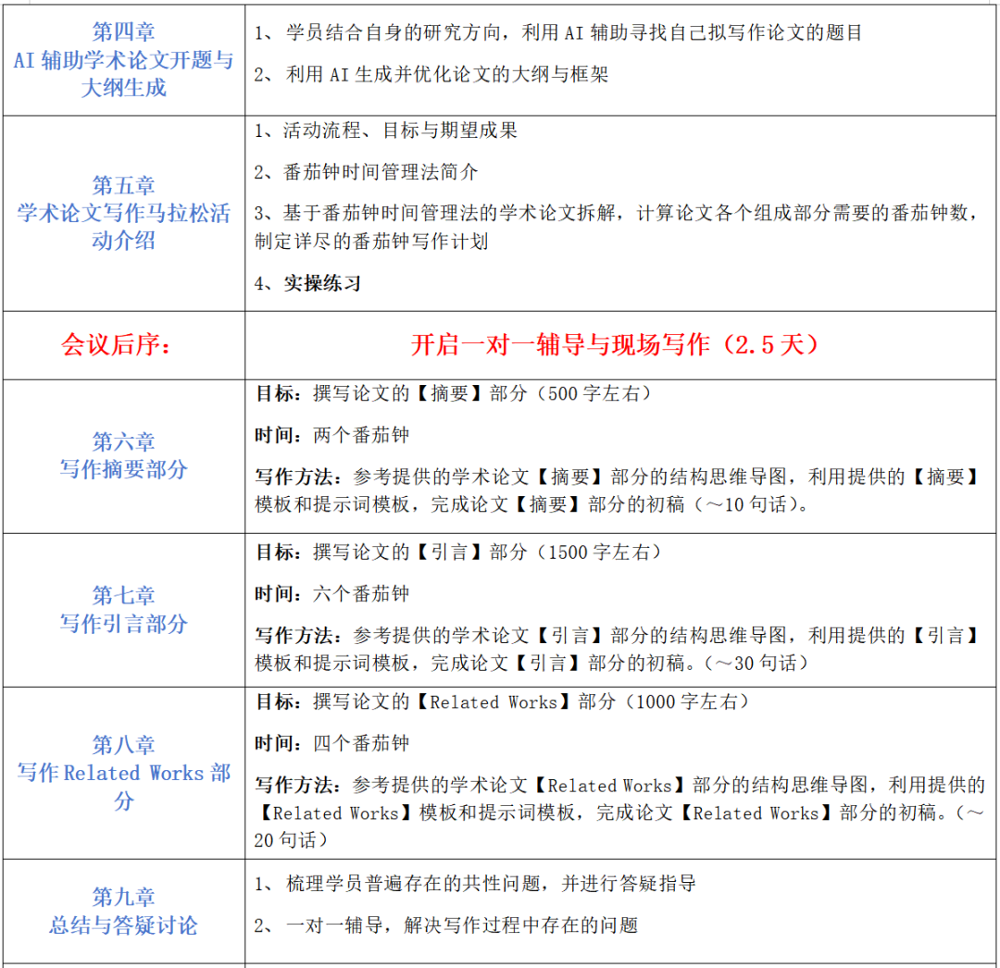 第四章
AI 辅助学术论文开题与
大纲生成
1、 学员结合自身的研究方向，利用 AI 辅助寻找自己拟写作论文的题目
2、 利用 AI 生成并优化论文的大纲与框架
第五章
学术论文写作马拉松活
动介绍
1、活动流程、目标与期望成果
2、番茄钟时间管理法简介
3、基于番茄钟时间管理法的学术论文拆解，计算论文各个组成部分需要的番茄钟数，
制定详尽的番茄钟写作计划
4、实操练习
会议后序：
开启一对一辅导与现场写作（2.5 天）
第六章
写作摘要部分
目标：撰写论文的【摘要】部分（500 字左右）
时间：两个番茄钟
写作方法：参考提供的学术论文【摘要】部分的结构思维导图，利用提供的【摘要】
模板和提示词模板，完成论文【摘要】部分的初稿（～10 句话）。
第七章
写作引言部分
目标：撰写论文的【引言】部分（1500 字左右）
时间：六个番茄钟
写作方法：参考提供的学术论文【引言】部分的结构思维导图，利用提供的【引言】
模板和提示词模板，完成论文【引言】部分的初稿。（～30 句话）
第八章
写作 Related Works 部
分
目标：撰写论文的【Related Works】部分（1000 字左右）
时间：四个番茄钟
写作方法：参考提供的学术论文【Related Works】部分的结构思维导图，利用提供的
【Related Works】模板和提示词模板，完成论文【Related Works】部分的初稿。（～
20 句话）
第九章
总结与答疑讨论
1、 梳理学员普遍存在的共性问题，并进行答疑指导
2、 一对一辅导，解决写作过程中存在的问题